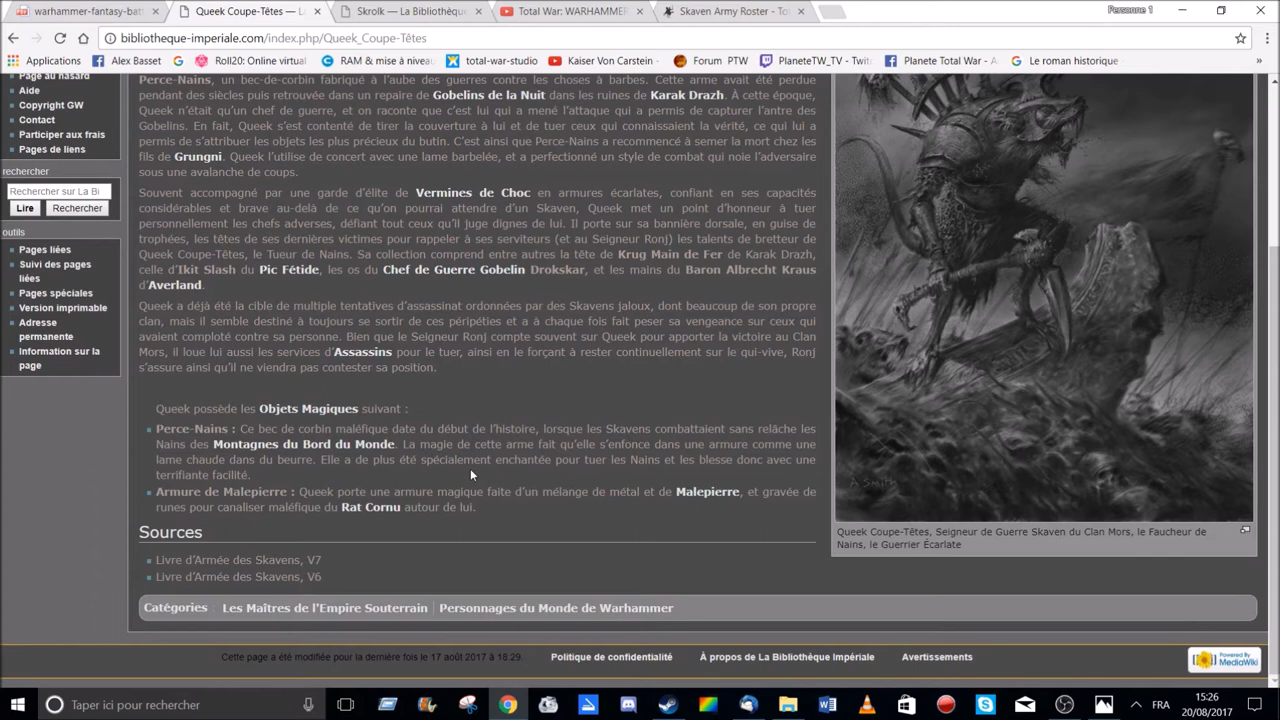 warhammer-fantasy-batt
Queek Coupe-Têtes — L
Skrolk — La Bibliothèqu
Total War: WARHAMME
Skaven Army Roster - To
Personne 1
bibliotheque-imperiale.com/index.php/Queek_Coupe-Têtes
Applications
Alex Basset
Roll20: Online virtual
RAM & mise à niveau
total-war-studio
Kaiser Von Carstein
Forum PTW
PlaneteTW_TV - Twit
Planete Total War - A
Le roman historique
Page au hasard
Aide
Copyright GW
Contact
Participer aux frais
Pages de liens
rechercher
Rechercher sur La Bi
Lire
Rechercher
outils
Pages liées
Suivi des pages
liées
Pages spéciales
Version imprimable
Adresse
permanente
Information sur la
page
Perce-Nains, un bec-de-corbin fabriqué à l'aube des guerres contre les choses à barbes. Cette arme avait été perdue
pendant des siècles puis retrouvée dans un repaire de Gobelins de la Nuit dans les ruines de Karak Drazh. À cette époque,
Queek n'était qu'un chef de guerre, et on raconte que c'est lui qui a mené l'attaque qui a permis de capturer l'antre des
Gobelins. En fait, Queek s'est contenté de tirer la couverture à lui et de tuer ceux qui connaissaient la vérité, ce qui lui a
permis de s'attribuer les objets les plus précieux du butin. C'est ainsi que Perce-Nains a recommencé à semer la mort chez les
fils de Grungni. Queek l'utilise de concert avec une lame barbelée, et a perfectionné un style de combat qui noie l'adversaire
sous une avalanche de coups.
Souvent accompagné par une garde d'élite de Vermines de Choc en armures écarlates, confiant en ses capacités
considérables et brave au-delà de ce qu'on pourrai attendre d'un Skaven, Queek met un point d'honneur à tuer
personnellement les chefs adverses, défiant tout ceux qu'il juge dignes de lui. Il porte sur sa bannière dorsale, en guise de
trophées, les têtes de ses dernières victimes pour rappeler à ses serviteurs (et au Seigneur Ronj) les talents de bretteur de
Queek Coupe-Têtes, le Tueur de Nains. Sa collection comprend entre autres la tête de Krug Main de Fer de Karak Drazh,
celle d'Ikit Slash du Pic Fétide, les os du Chef de Guerre Gobelin Drokskar, et les mains du Baron Albrecht Kraus
d'Averland.
Queek a déjà été la cible de multiple tentatives d'assassinat ordonnées par des Skavens jaloux, dont beaucoup de son propre
clan, mais il semble destiné à toujours se sortir de ces péripéties et a à chaque fois fait peser sa vengeance sur ceux qui
avaient comploté contre sa personne. Bien que le Seigneur Ronj compte souvent sur Queek pour apporter la victoire au Clan
Mors, il loue lui aussi les services d'Assassins pour le tuer, ainsi en le forçant à rester continuellement sur le qui-vive, Ronj
s'assure ainsi qu'il ne viendra pas contester sa position.
Queek possède les Objets Magiques suivant :
Perce-Nains : Ce bec de corbin maléfique date du début de l'histoire, lorsque les Skavens combattaient sans relâche les
Nains des Montagnes du Bord du Monde. La magie de cette arme fait qu'elle s'enfonce dans une armure comme une
lame chaude dans du beurre. Elle a de plus été spécialement enchantée pour tuer les Nains et les blesse donc avec une
terrifiante facilité.
Armure de Malepierre : Queek porte une armure magique faite d'un mélange de métal et de Malepierre, et gravée de
runes pour canaliser maléfique du Rat Cornu autour de lui.
Sources
Livre d'Armée des Skavens, V7
Livre d'Armée des Skavens, V6
A Smith
Queek Coupe-Têtes, Seigneur de Guerre Skaven du Clan Mors, le Faucheur de
Nains, le Guerrier Écarlate
Catégories : Les Maîtres de l'Empire Souterrain | Personnages du Monde de Warhammer
Cette page a été modifiée pour la dernière fois le 17 août 2017 à 18:29.
Politique de confidentialité
À propos de La Bibliothèque Impériale
Avertissements
Powered By
MediaWiki
Taper ici pour rechercher
FRA
15:26
20/08/2017